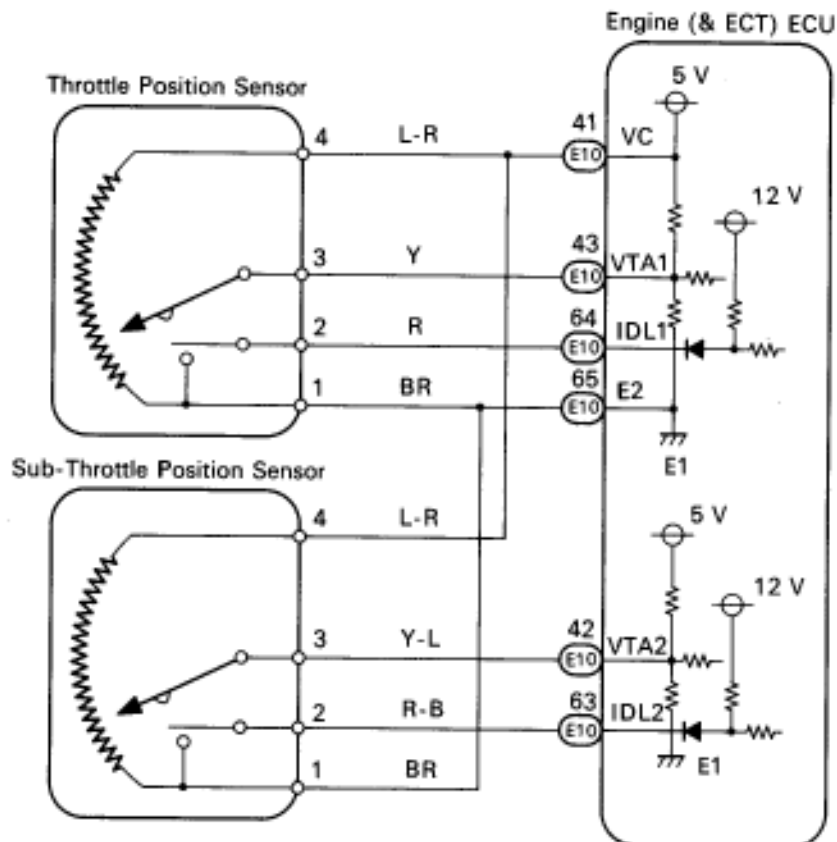 Engine (& ECT) ECU
Throttle Position Sensor
5 V
4 L-R 41 E10 VC
12 V
3 Y 43 E10 VTA1
2 R 64 E10 IDL1
1 BR 65 E10 E2
E1
Sub-Throttle Position Sensor
4 L-R
5 V
12 V
3 Y-L 42 E10 VTA2
2 R-B 63 E10 IDL2
E1
1 BR